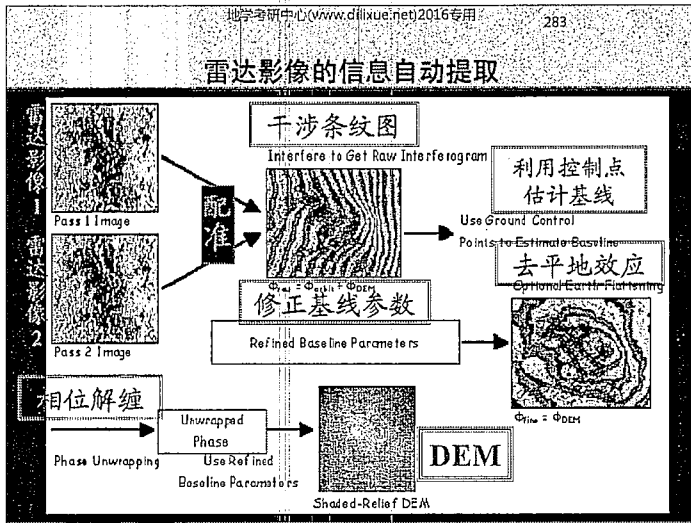 地学考研中心(www.dilixue.net)2016专用
283
雷达影像的信息自动提取
雷达影像1
雷达影像2
Pass 1 Image
Pass 2 Image
配准
干涉条纹图
Interfere to Get Raw Interferogram
利用控制点
估计基线
Use Ground Control
Points to Estimate Baseline
去平地效应
Optional Earth-Flattening
修正基线参数
Refined Baseline Parameters
Φfine = ΦDEM
相位解缠
Phase Unwrapping
Unwrapped
Phase
Use Refined
Baseline Parameters
DEM
Shaded-Relief DEM